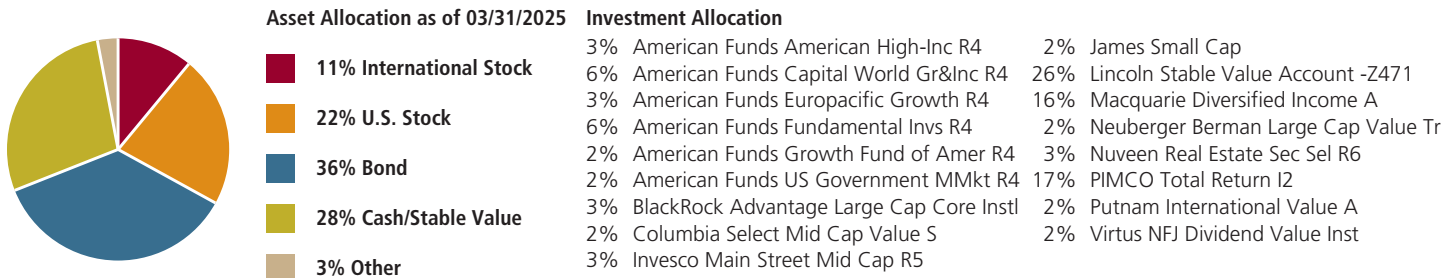 Asset Allocation as of 03/31/2025
11% International Stock
22% U.S. Stock
36% Bond
28% Cash/Stable Value
3% Other
Investment Allocation
3% American Funds American High-Inc R4
6% American Funds Capital World Gr&Inc R4
3% American Funds Europacific Growth R4
6% American Funds Fundamental Invs R4
2% American Funds Growth Fund of Amer R4
2% American Funds US Government MMkt R4
3% BlackRock Advantage Large Cap Core Instl
2% Columbia Select Mid Cap Value S
3% Invesco Main Street Mid Cap R5
2% James Small Cap
26% Lincoln Stable Value Account -Z471
16% Macquarie Diversified Income A
2% Neuberger Berman Large Cap Value Tr
3% Nuveen Real Estate Sec Sel R6
17% PIMCO Total Return I2
2% Putnam International Value A
2% Virtus NFJ Dividend Value Inst